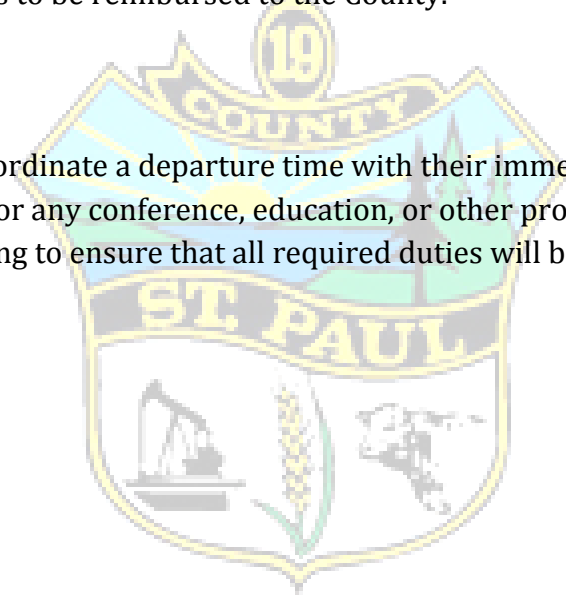 s to be reimbursed to the County.
19
COUNTY
ordinate a departure time with their imme
or any conference, education, or other pro
ng to ensure that all required duties will b
ST. PAUL